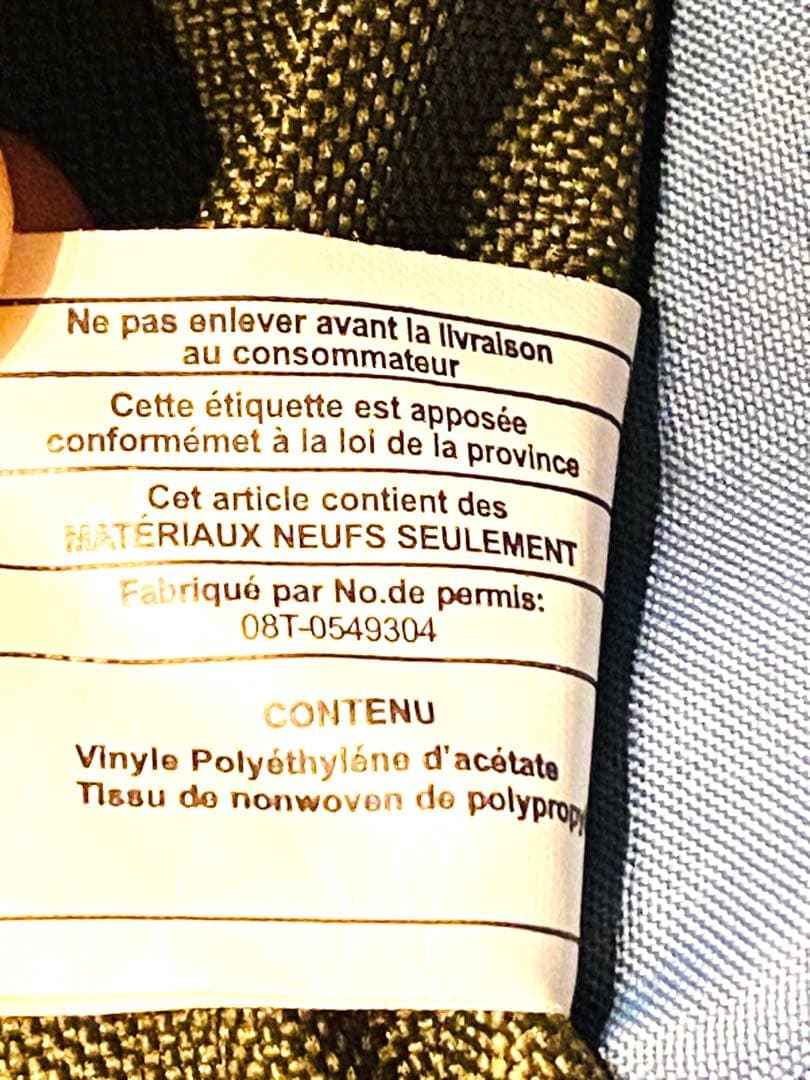 Ne pas enlever avant la livraison
au consommateur
Cette étiquette est apposée
conformémet à la loi de la province
Cet article contient des
MATÉRIAUX NEUFS SEULEMENT
Fabriqué par No.de permis:
08T-0549304
CONTENU
Vinyle Polyéthyléne d'acétate
Tissu de nonwoven de polypropy